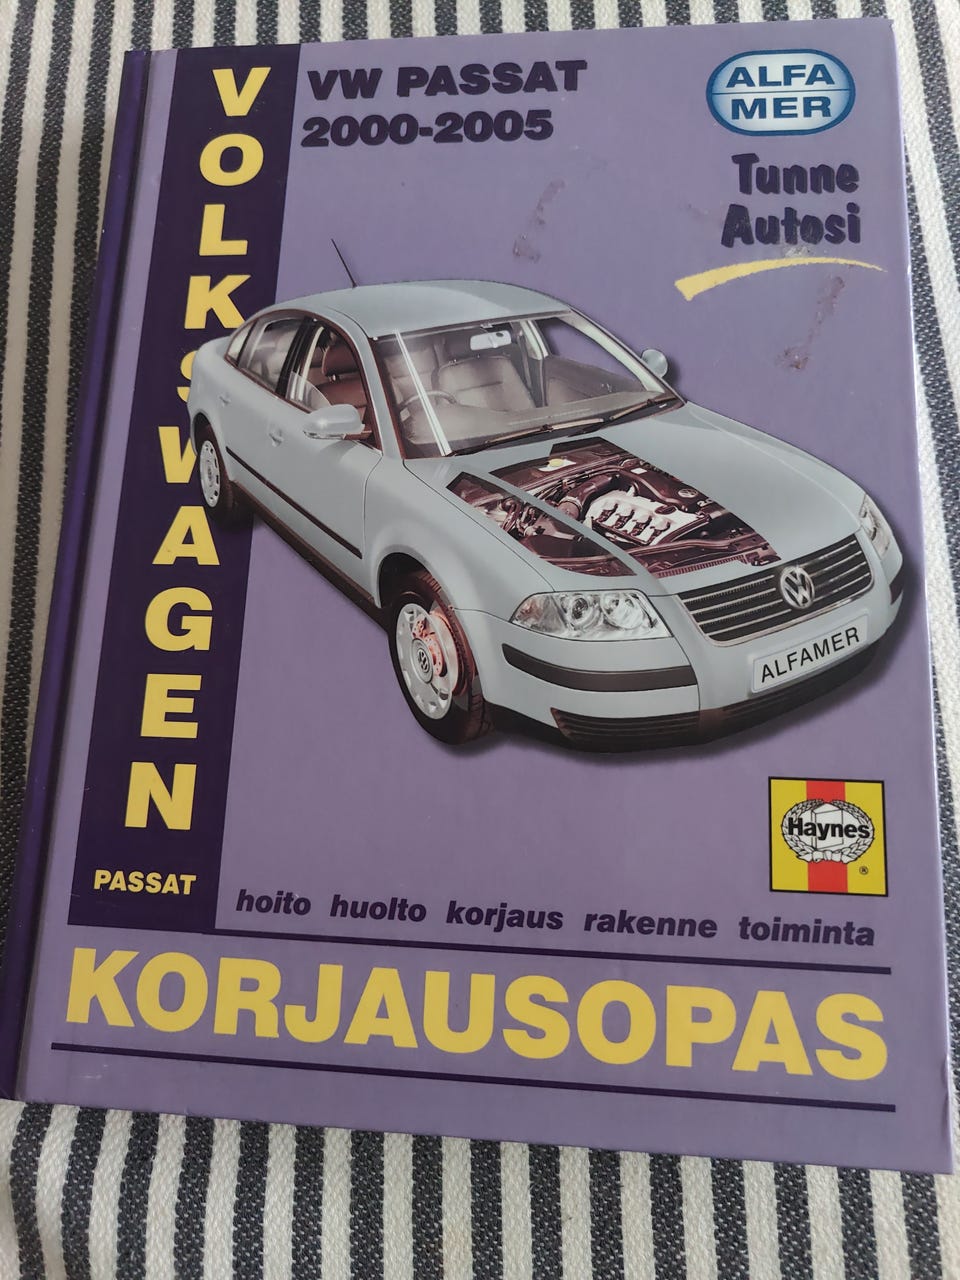 VOLKSWAGEN
PASSAT
VW PASSAT
2000-2005
ALFA
MER
Tunne
Autosi
ALFAMER
Haynes
®
hoito huolto korjaus rakenne toiminta
KORJAUSOPAS